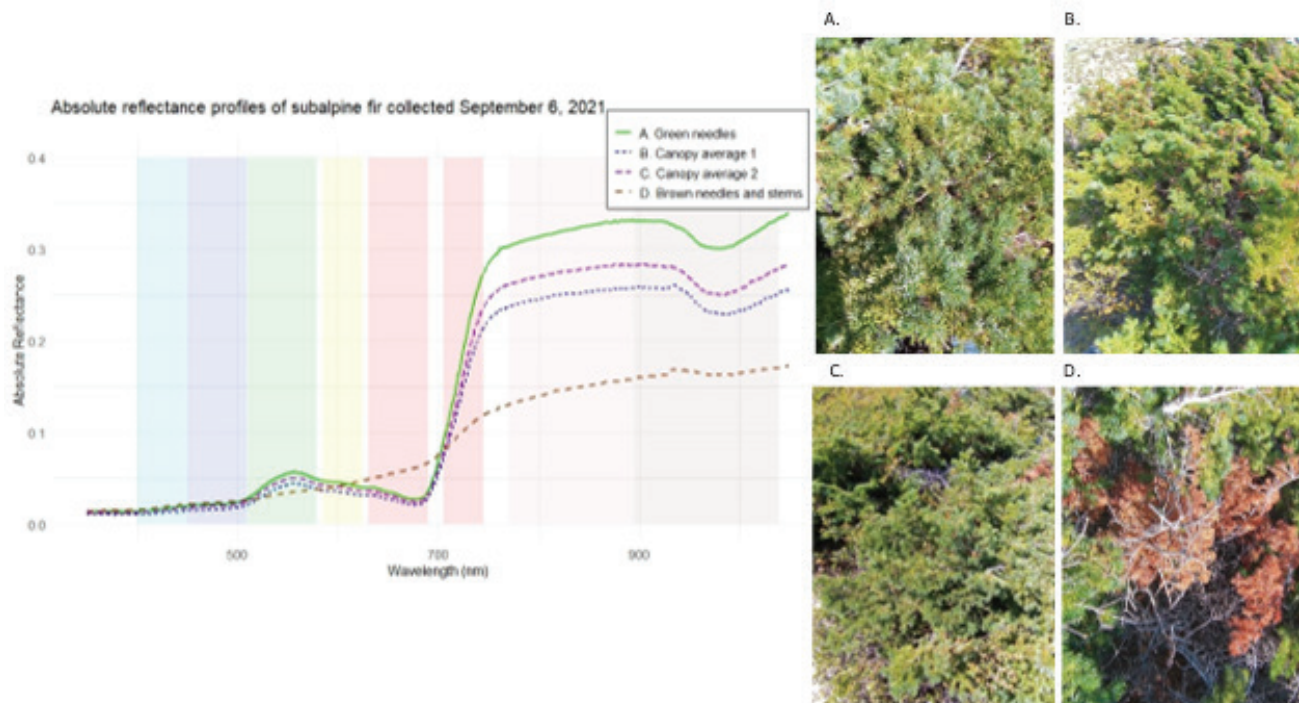 A.
B.
Absolute reflectance profiles of subalpine fir collected September 6, 2021
A. Green needles
B. Canopy average 1
C. Canopy average 2
D. Brown needles and stems
0.4
0.3
0.2
0.1
0.0
Absolute Reflectance
500
700
900
Wavelength (nm)
C.
D.